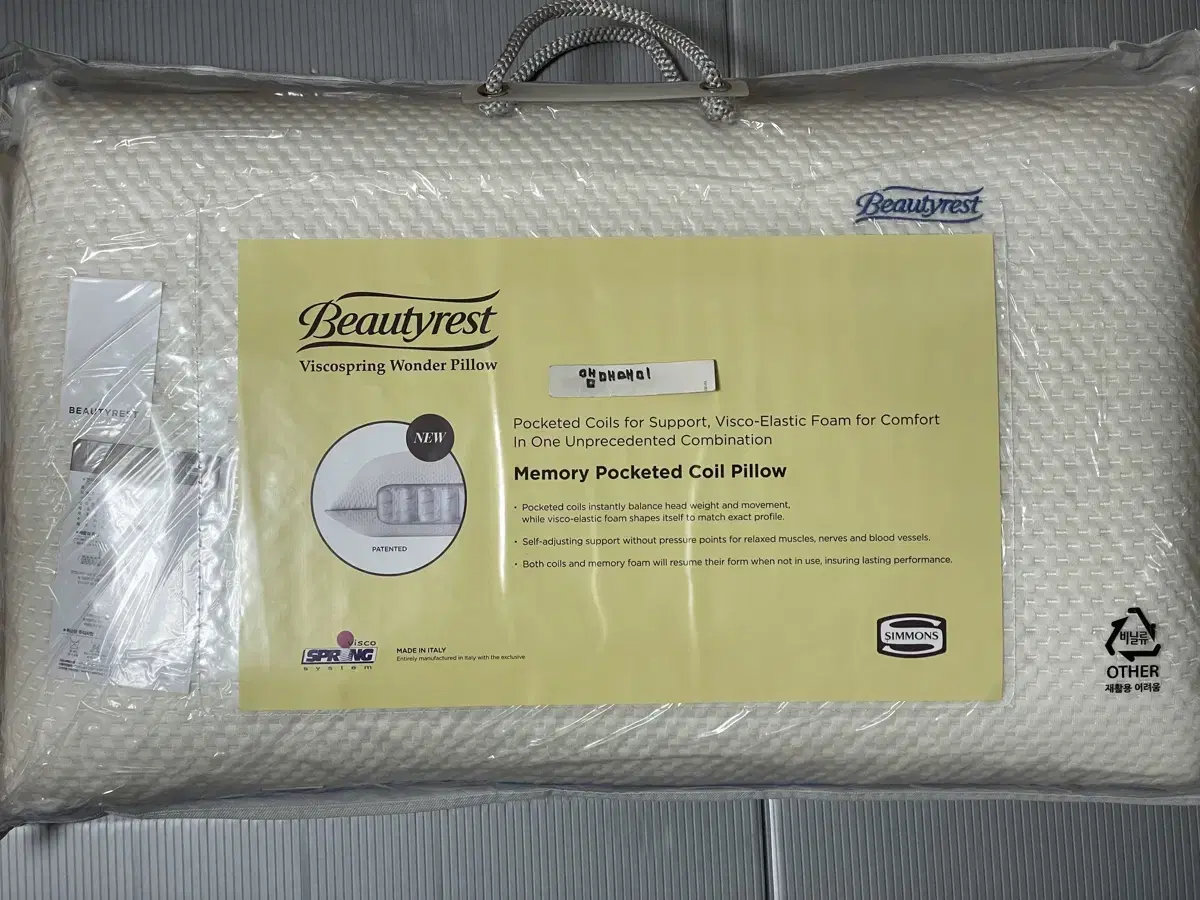 Beautyrest
Beautyrest
Viscospring Wonder Pillow
앰매매미
Pocketed Coils for Support, Visco-Elastic Foam for Comfort
In One Unprecedented Combination
NEW
Memory Pocketed Coil Pillow
· Pocketed coils instantly balance head weight and movement,
while visco-elastic foam shapes itself to match exact profile.
· Self-adjusting support without pressure points for relaxed muscles, nerves and blood vessels.
· Both coils and memory foam will resume their form when not in use, insuring lasting performance.
PATENTED
BEAUTYREST
visco
SPRING
system
MADE IN ITALY
Entirely manufactured in Italy with the exclusive
SIMMONS
비닐류
OTHER
재활용 어려움